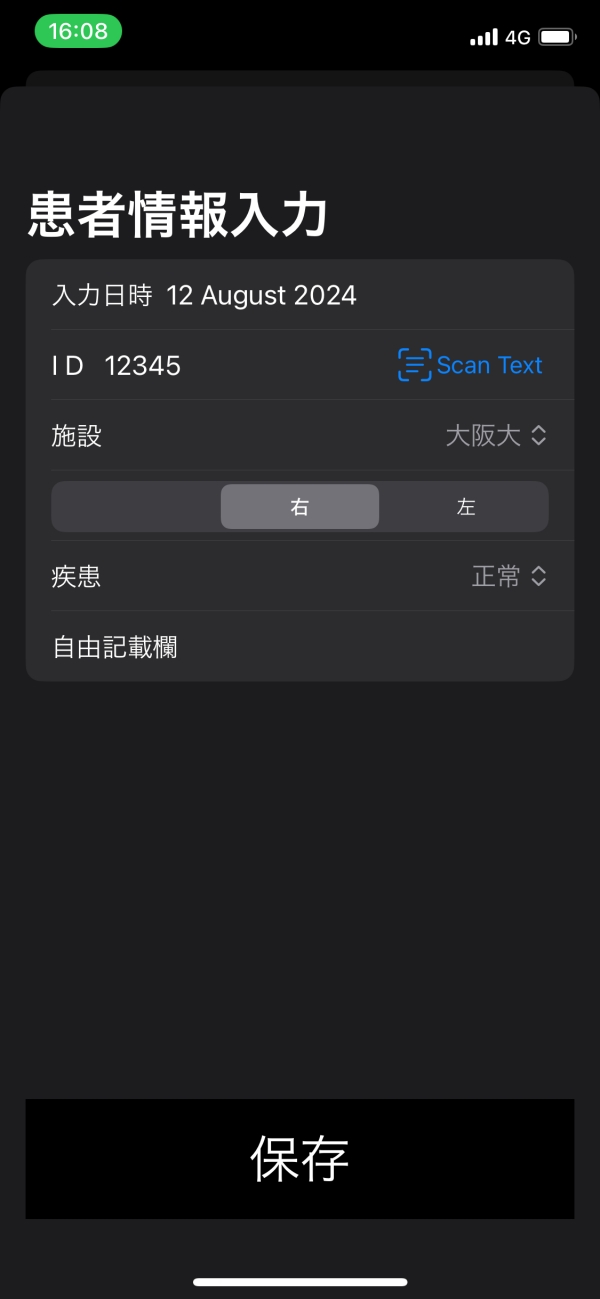 16:08 4G
患者情報入力
入力日時 12 August 2024
ID 12345 Scan Text
施設 大阪大
右 左
疾患 正常
自由記載欄
保存